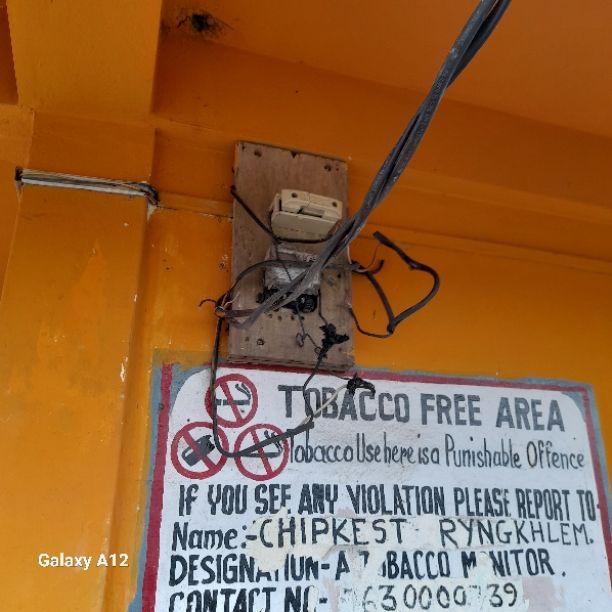 TOBACCO FREE AREA
Tobacco Use here is a Punishable Offence
IF YOU SEE ANY VIOLATION PLEASE REPORT TO-
Name:-CHIPKEST RYNGKHLEM.
DESIGNATION-A TOBACCO MONITOR.
CONTACT NO-
Galaxy A12